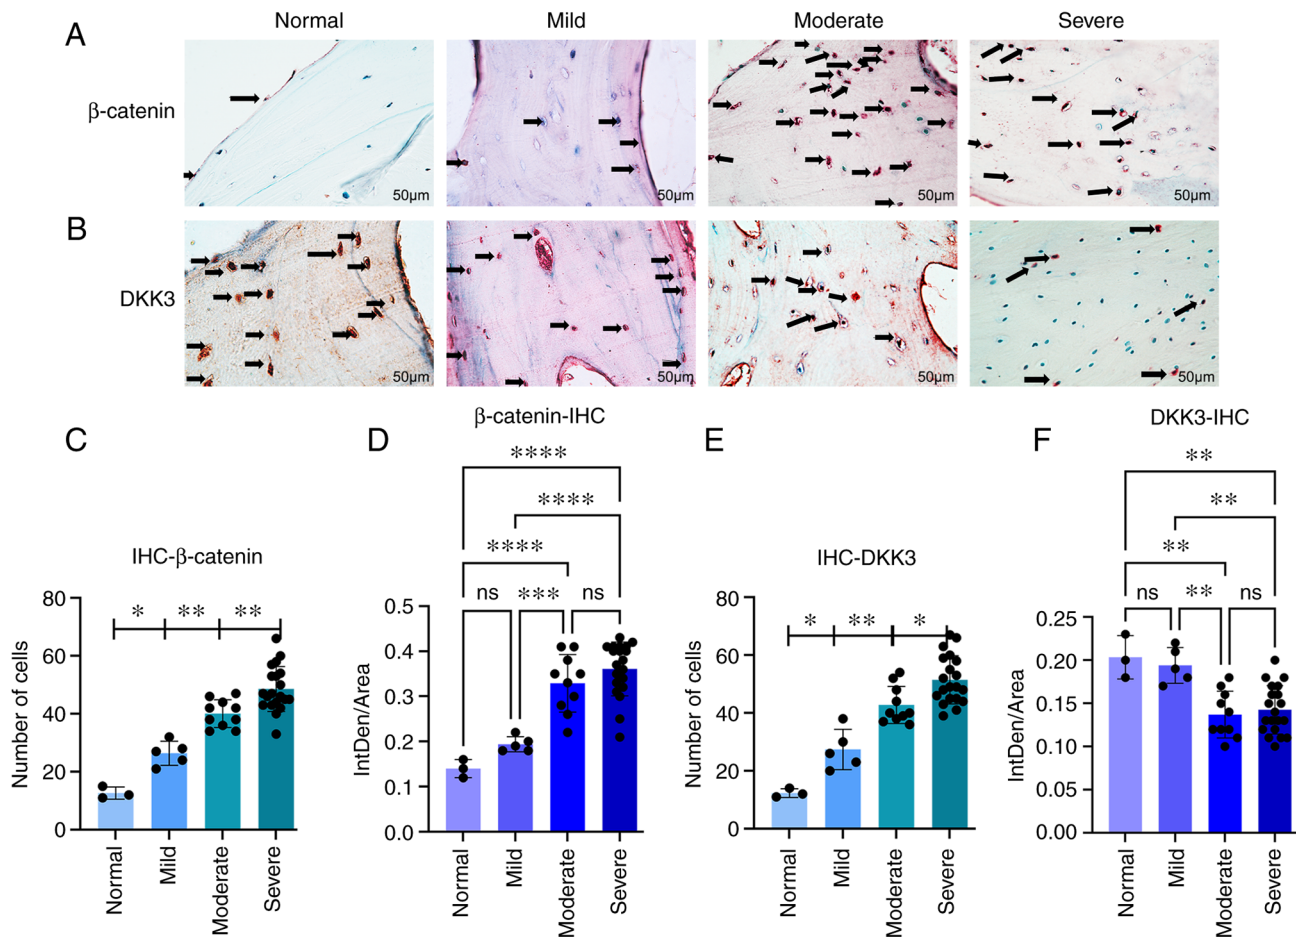 Normal Mild Moderate Severe
A
β-catenin
50µm 50µm 50µm 50µm
B
DKK3
50µm 50µm 50µm 50µm
C
IHC-β-catenin
Number of cells
80
60
40
20
0
* ** **
Normal Mild Moderate Severe
D
β-catenin-IHC
****
****
****
ns *** ns
IntDen/Area
0.5
0.4
0.3
0.2
0.1
0.0
Normal Mild Moderate Severe
E
IHC-DKK3
Number of cells
80
60
40
20
0
* ** *
Normal Mild Moderate Severe
F
DKK3-IHC
**
**
**
ns ** ns
IntDen/Area
0.25
0.20
0.15
0.10
0.05
0.00
Normal Mild Moderate Severe